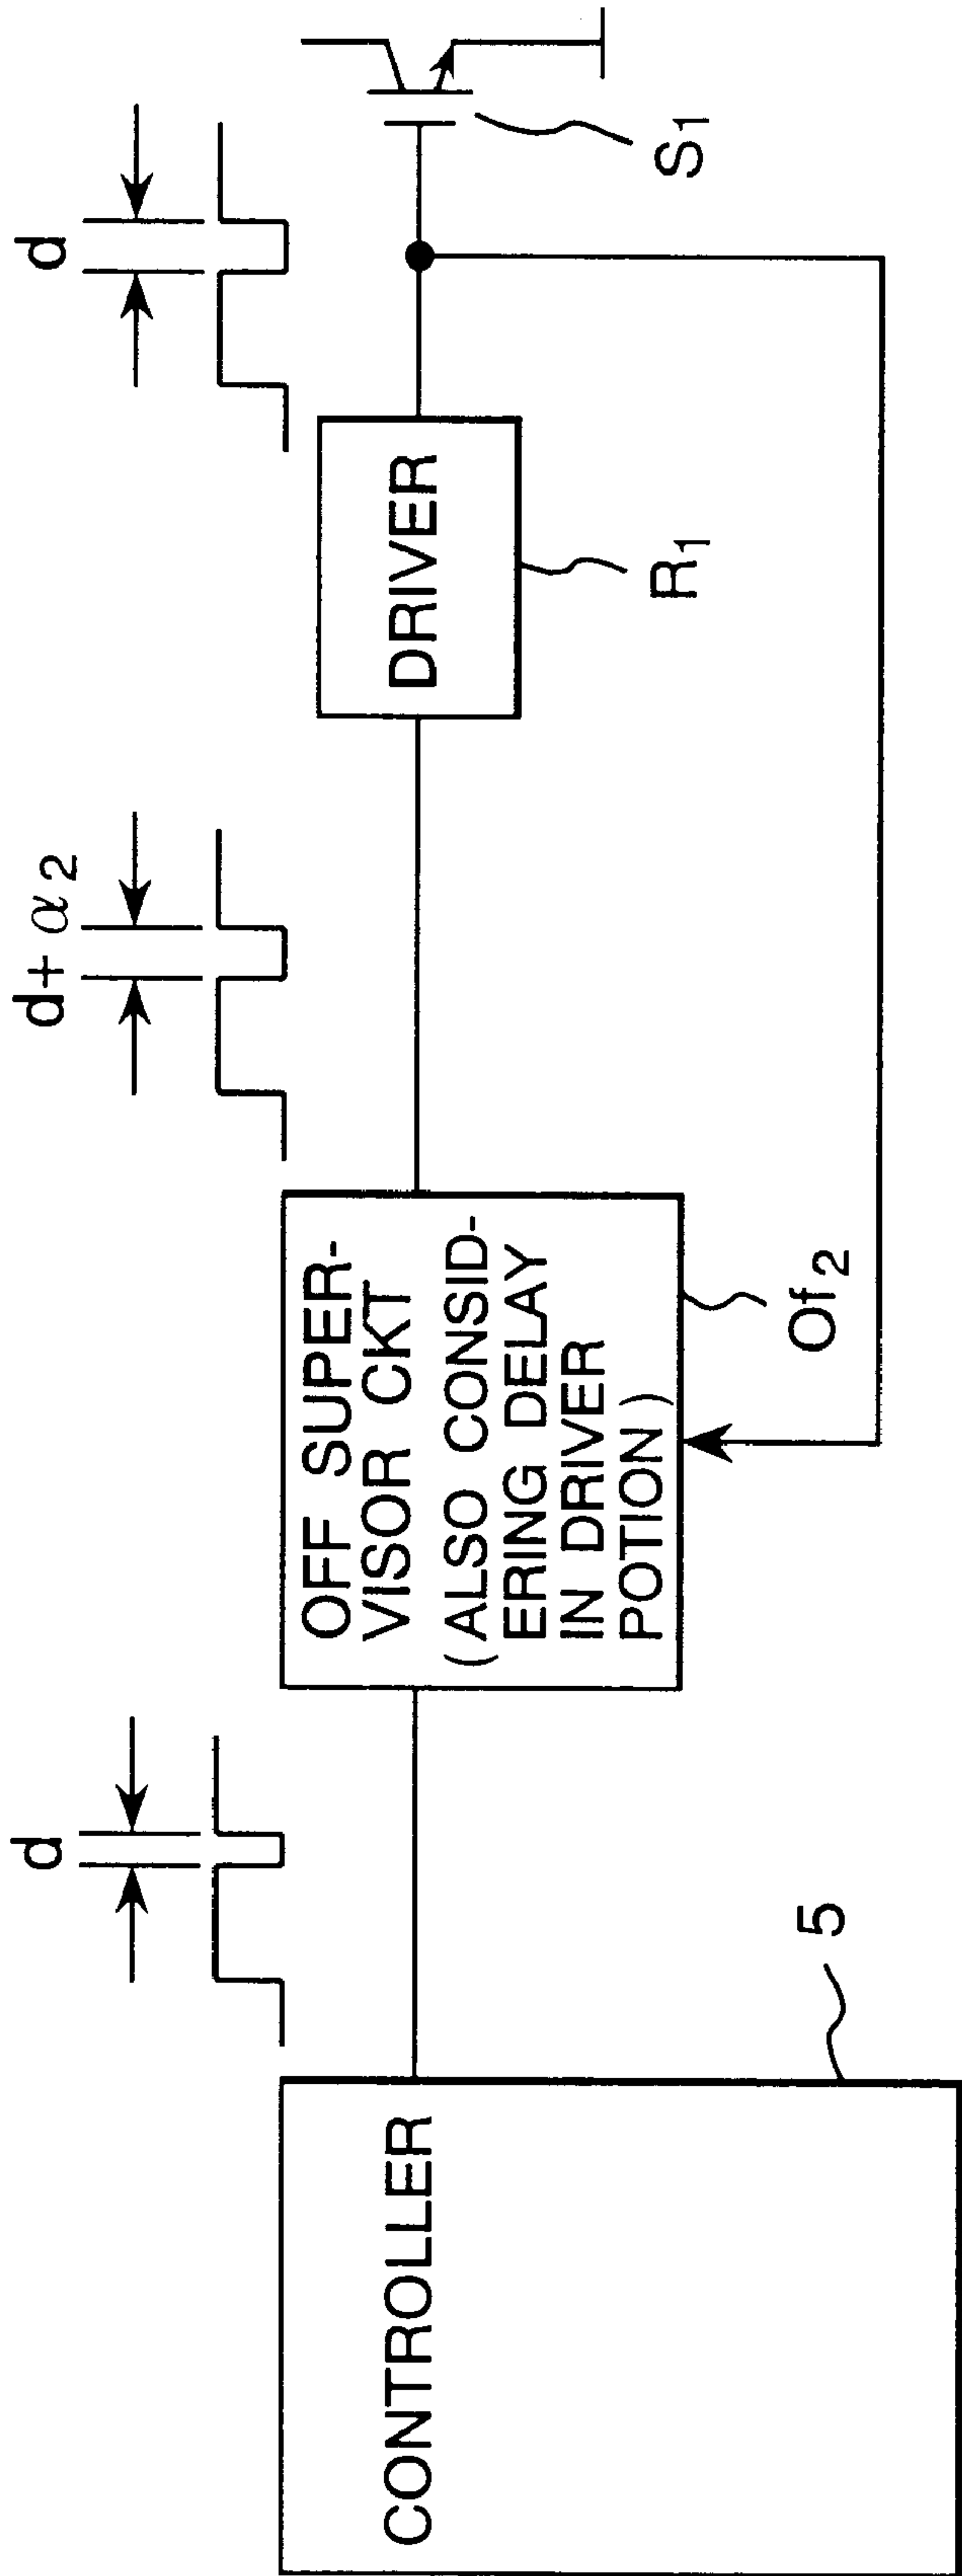 d
d+α2
d
CONTROLLER
5
OFF SUPER-
VISOR CKT
(ALSO CONSID-
ERING DELAY
IN DRIVER
POTION)
Of2
DRIVER
R1
S1